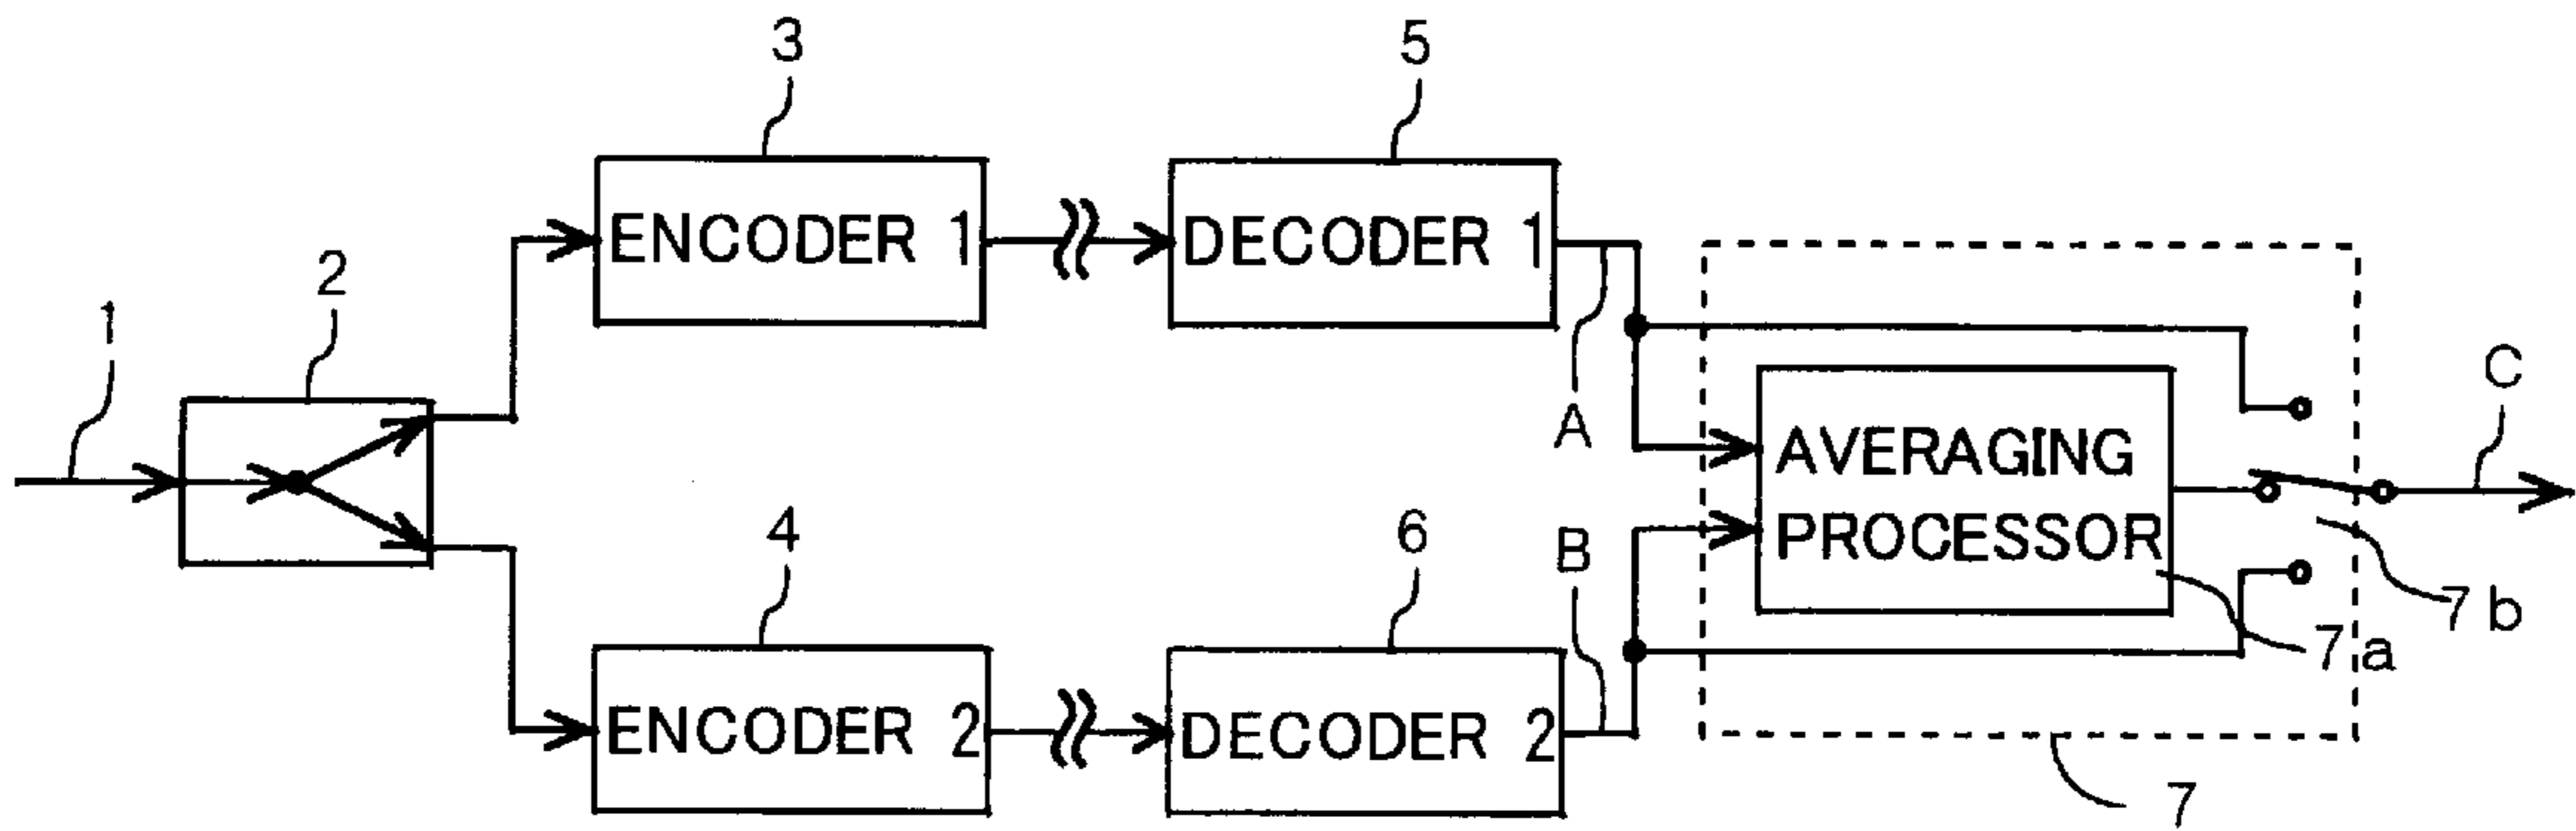 3
5
ENCODER 1
DECODER 1
2
1
A
C
AVERAGING
PROCESSOR
4
6
B
7b
7a
ENCODER 2
DECODER 2
7